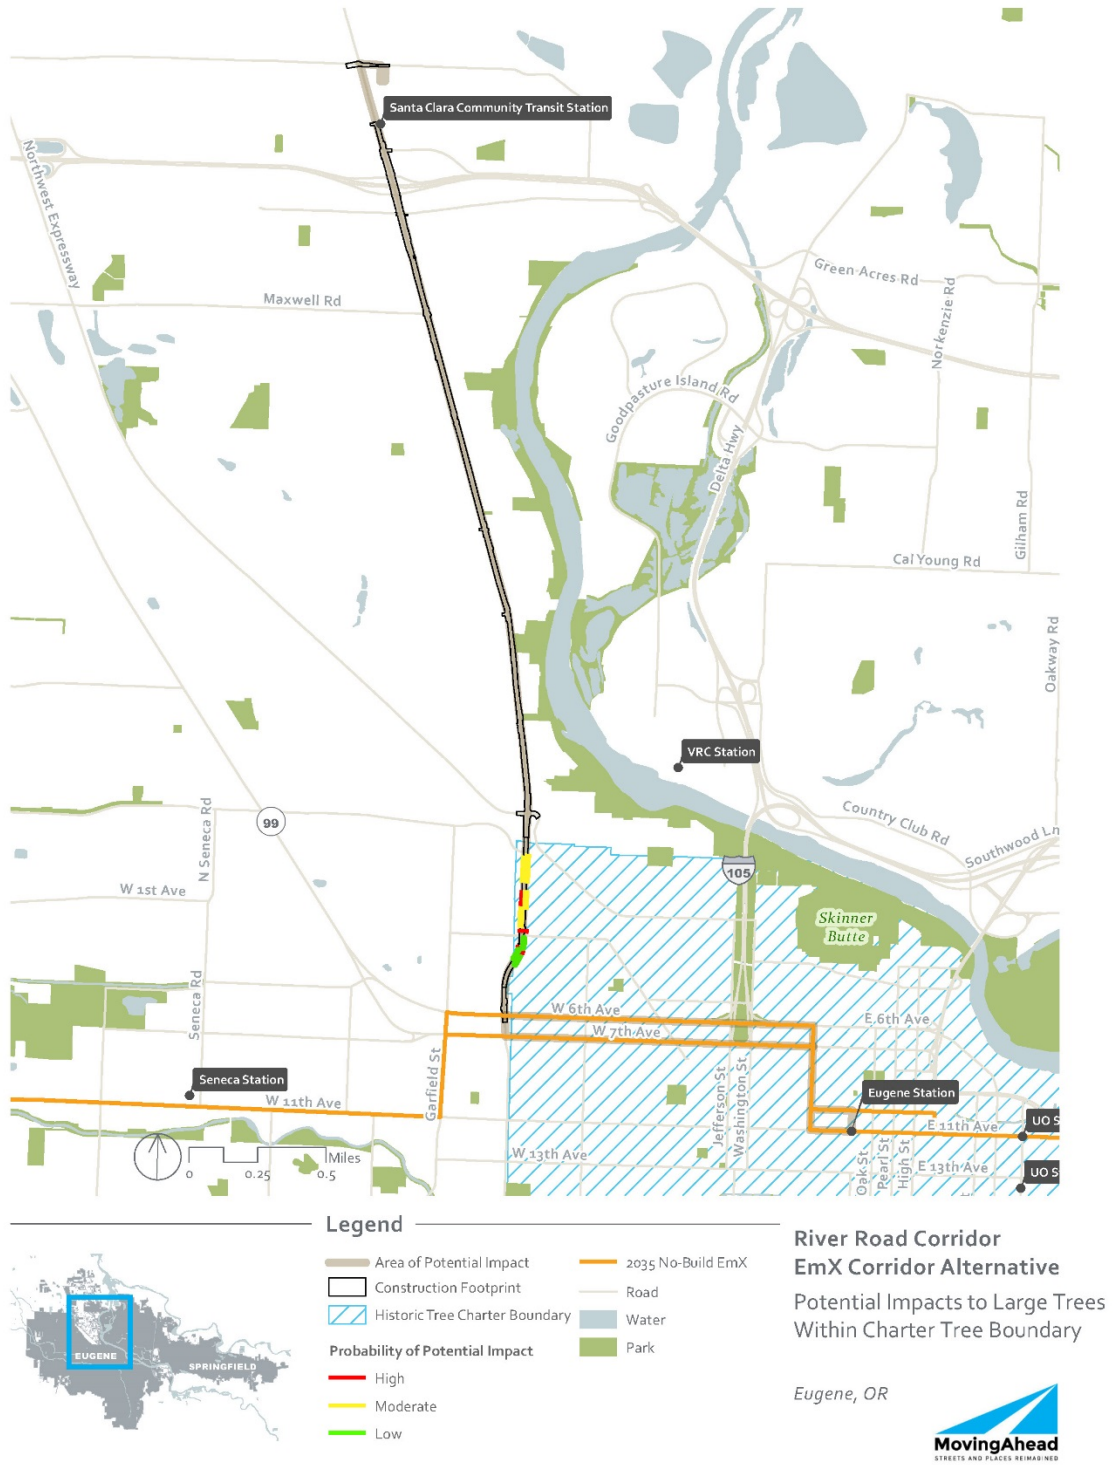 Santa Clara Community Transit Station
Northwest Expressway
Green Acres Rd
Maxwell Rd
Norkenzie Rd
Goodpasture Island Rd
Delta Hwy
Gilham Rd
Cal Young Rd
Oakway Rd
VRC Station
N Seneca Rd
99
Country Club Rd
Southwood Ln
105
W 1st Ave
Skinner
Butte
Seneca Rd
W 6th Ave
E 6th Ave
W 7th Ave
Garfield St
Seneca Station
W 11th Ave
Jefferson St
Washington St
Eugene Station
E 11th Ave
UO S
W 13th Ave
Oak St
Pearl St
High St
E 13th Ave
UO S
Miles
0
0.25
0.5
Legend
Area of Potential Impact
Construction Footprint
Historic Tree Charter Boundary
Probability of Potential Impact
High
Moderate
Low
2035 No-Build EmX
Road
Water
Park
River Road Corridor
EmX Corridor Alternative
Potential Impacts to Large Trees
Within Charter Tree Boundary
Eugene, OR
EUGENE
SPRINGFIELD
MovingAhead
STREETS AND PLACES REIMAGINED